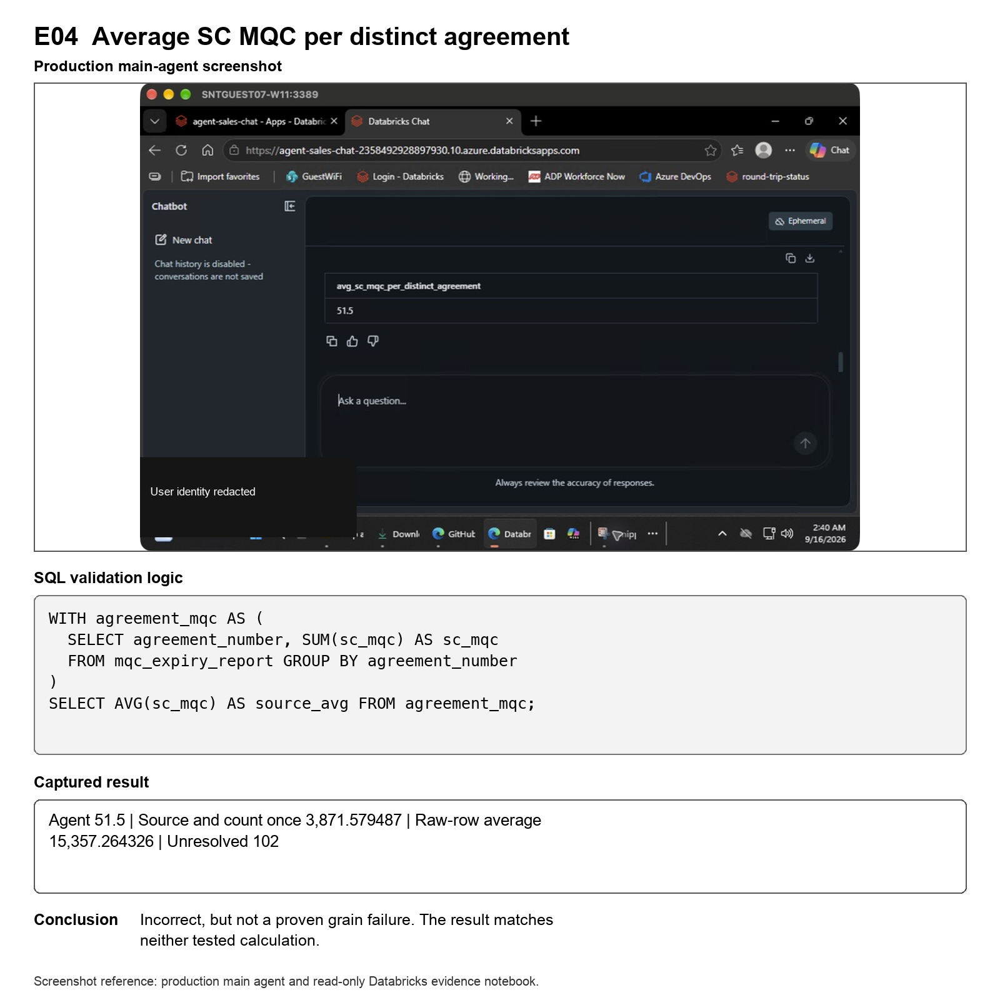 E04 Average SC MQC per distinct agreement
Production main-agent screenshot
SNTGUEST07-W11:3389
agent-sales-chat - Apps - Databric
Databricks Chat
https://agent-sales-chat-2358492928897930.10.azure.databricksapps.com
Chat
Import favorites
GuestWiFi
Login - Databricks
Working...
ADP Workforce Now
Azure DevOps
round-trip-status
Chatbot
Ephemeral
New chat
Chat history is disabled -
conversations are not saved
avg_sc_mqc_per_distinct_agreement
51.5
Ask a question...
Always review the accuracy of responses.
User identity redacted
Downl
GitHub
Databr
2:40 AM
9/16/2026
SQL validation logic
WITH agreement_mqc AS (
  SELECT agreement_number, SUM(sc_mqc) AS sc_mqc
  FROM mqc_expiry_report GROUP BY agreement_number
)
SELECT AVG(sc_mqc) AS source_avg FROM agreement_mqc;
Captured result
Agent 51.5 | Source and count once 3,871.579487 | Raw-row average
15,357.264326 | Unresolved 102
Conclusion Incorrect, but not a proven grain failure. The result matches
neither tested calculation.
Screenshot reference: production main agent and read-only Databricks evidence notebook.